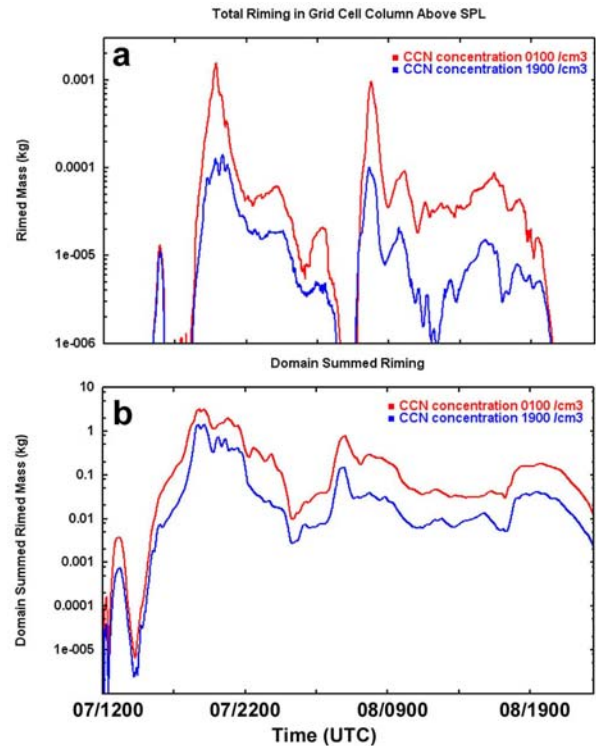 Total Riming in Grid Cell Column Above SPL
a
CCN concentration 0100 /cm3
CCN concentration 1900 /cm3
Rimed Mass (kg)
0.001
0.0001
1e-005
1e-006
Domain Summed Riming
b
CCN concentration 0100 /cm3
CCN concentration 1900 /cm3
Domain Summed Rimed Mass (kg)
10
1
0.1
0.01
0.001
0.0001
1e-005
07/1200 07/2200 08/0900 08/1900
Time (UTC)